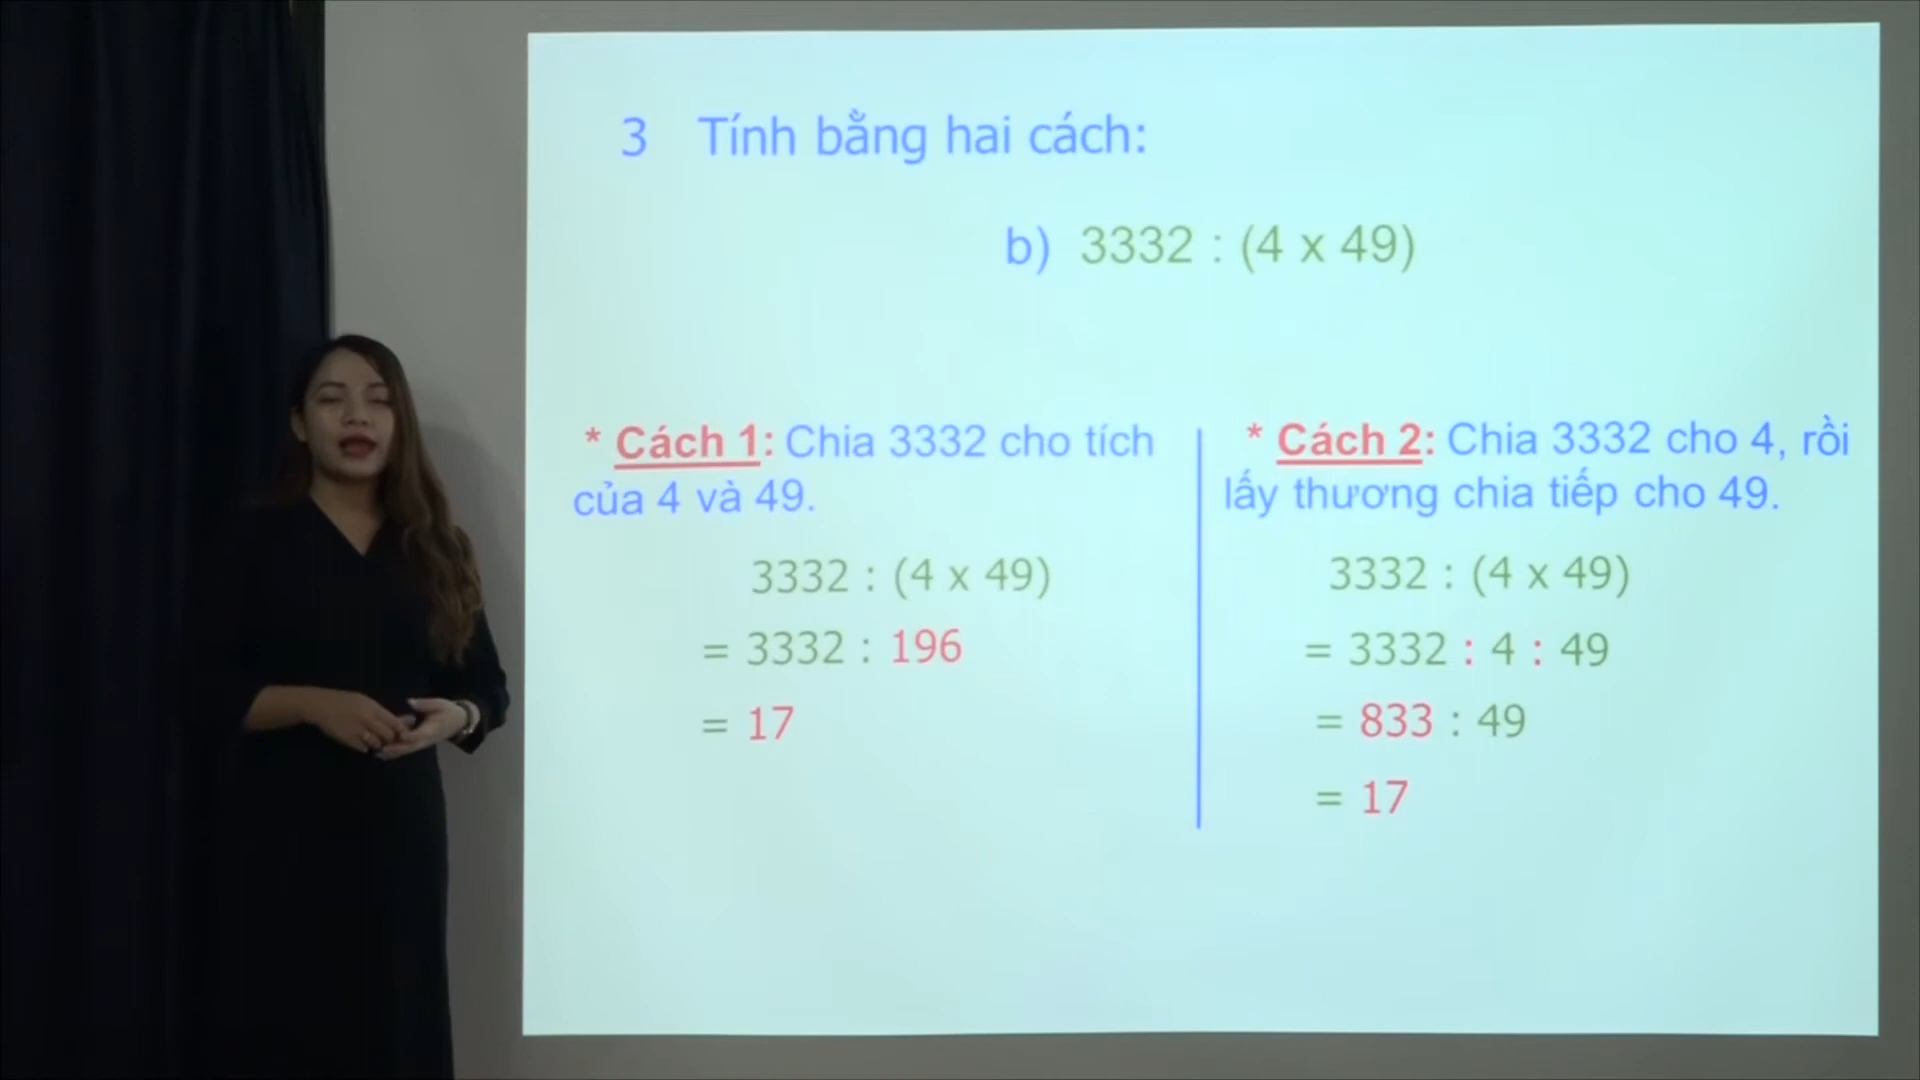 3 Tính bằng hai cách:
b) 3332 : (4 x 49)
* Cách 1: Chia 3332 cho tích
của 4 và 49.
3332 : (4 x 49)
= 3332 : 196
= 17
* Cách 2: Chia 3332 cho 4, rồi
lấy thương chia tiếp cho 49.
3332 : (4 x 49)
= 3332 : 4 : 49
= 833 : 49
= 17